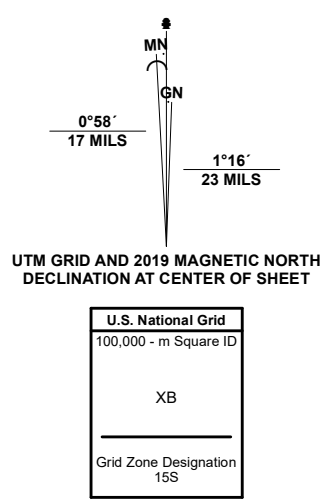 MN
GN
0°58´
17 MILS
1°16´
23 MILS
UTM GRID AND 2019 MAGNETIC NORTH
DECLINATION AT CENTER OF SHEET
U.S. National Grid
100,000 - m Square ID
XB
Grid Zone Designation
15S